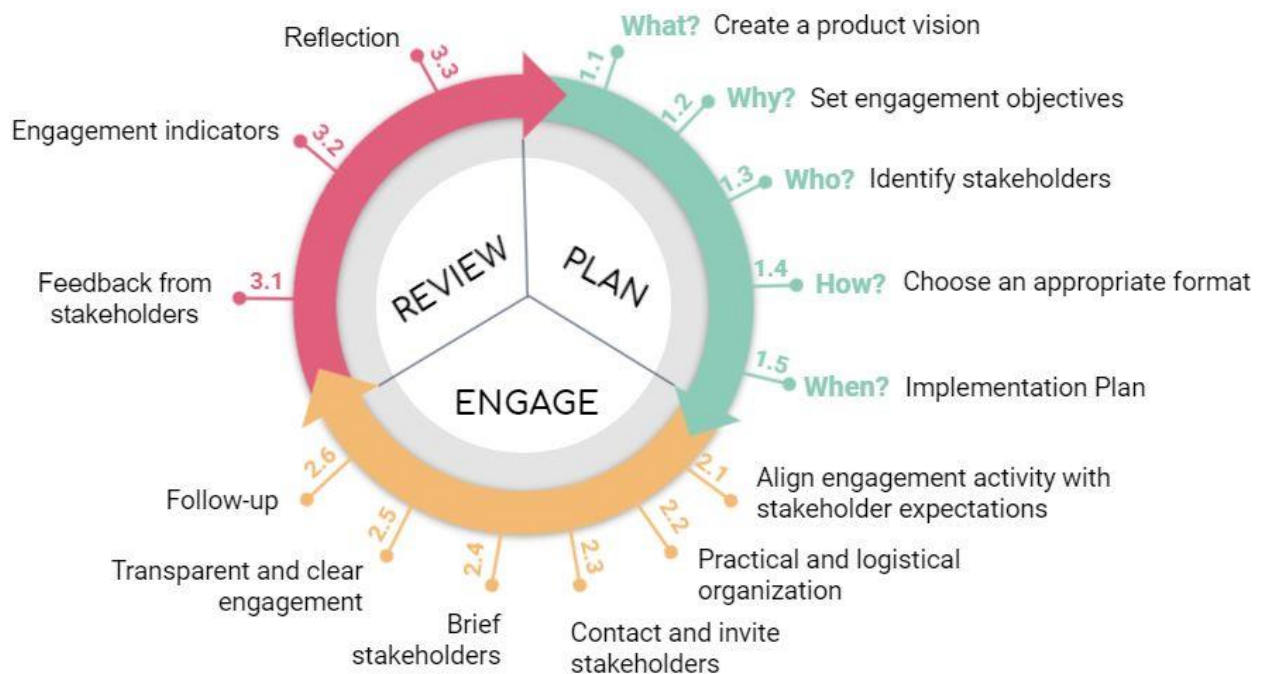 1.1 What? Create a product vision
1.2 Why? Set engagement objectives
1.3 Who? Identify stakeholders
1.4 How? Choose an appropriate format
1.5 When? Implementation Plan
2.1 Align engagement activity with
stakeholder expectations
2.2 Practical and logistical
organization
2.3 Contact and invite
stakeholders
2.4 Brief
stakeholders
2.5 Transparent and clear
engagement
2.6 Follow-up
3.1 Feedback from
stakeholders
3.2 Engagement indicators
3.3 Reflection
PLAN
ENGAGE
REVIEW